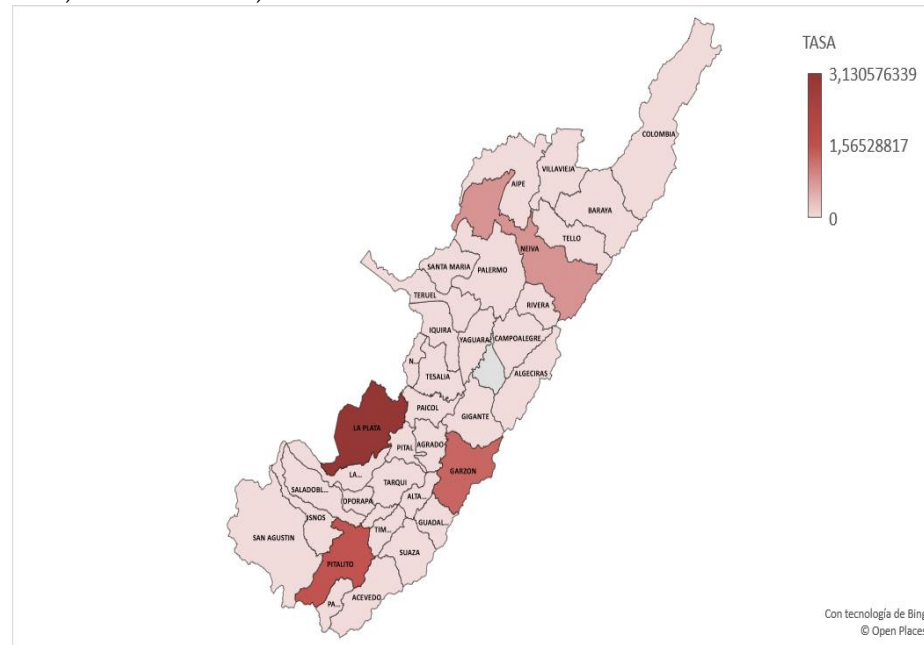 TASA
3,130576339
1,56528817
0
COLOMBIA
VILLAVIEJA
AIPE
BARAYA
TELLO
NEIVA
SANTA MARIA
PALERMO
TERUEL
RIVERA
IQUIRA
YAGUARA
CAMPOALEGRE...
N...
TESALIA
ALGECIRAS
PAICOL
GIGANTE
LA PLATA
PITAL
AGRADO
GARZON
LA...
TARQUI
SALADOBL...
OPORAPA
ALTA...
ISNOS
GUADAL...
TIM...
SAN AGUSTIN
SUAZA
PITALITO
PA...
ACEVEDO
Con tecnología de Bing
© Open Places